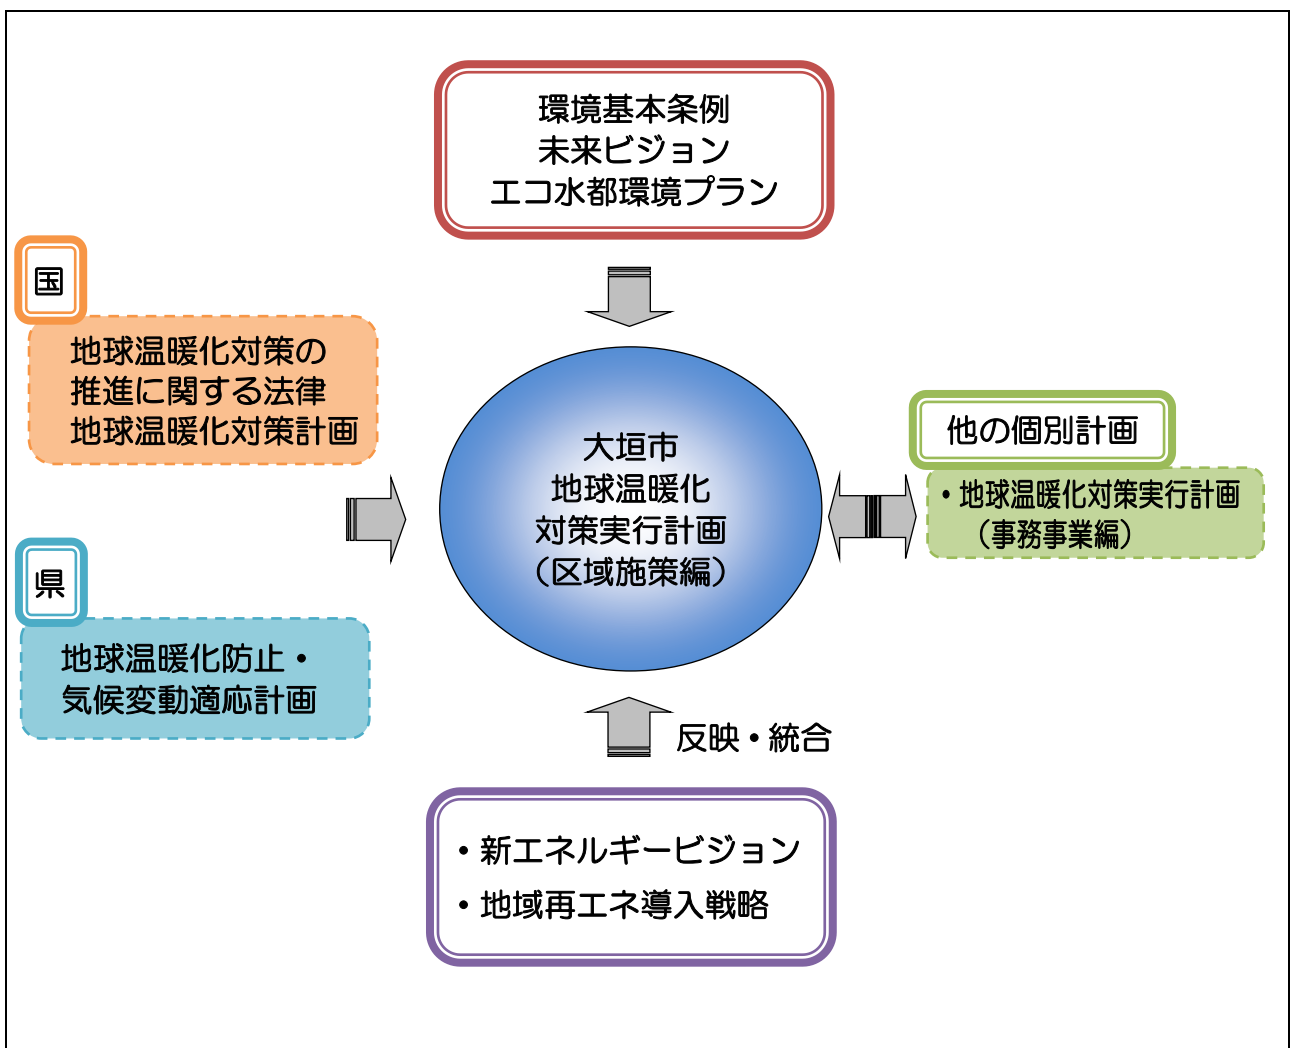 環境基本条例
未来ビジョン
エコ水都環境プラン
国
地球温暖化対策の
推進に関する法律
地球温暖化対策計画
県
地球温暖化防止・
気候変動適応計画
大垣市
地球温暖化
対策実行計画
（区域施策編）
他の個別計画
・地球温暖化対策実行計画
（事務事業編）
反映・統合
・新エネルギービジョン
・地域再エネ導入戦略